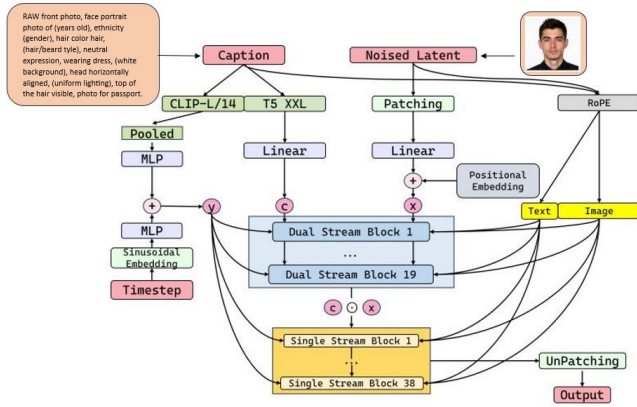 RAW front photo, face portrait
photo of (years old), ethnicity
(gender), hair color hair,
(hair/beard tyle), neutral
expression, wearing dress, (white
background), head horizontally
aligned, (uniform lighting), top of
the hair visible, photo for passport.
Caption
Noised Latent
CLIP-L/14
T5 XXL
Patching
RoPE
Pooled
MLP
Linear
Linear
Positional
Embedding
+
+
y
c
x
Text
Image
MLP
Sinusoidal
Embedding
Timestep
Dual Stream Block 1
...
Dual Stream Block 19
c
x
Single Stream Block 1
...
Single Stream Block 38
UnPatching
Output